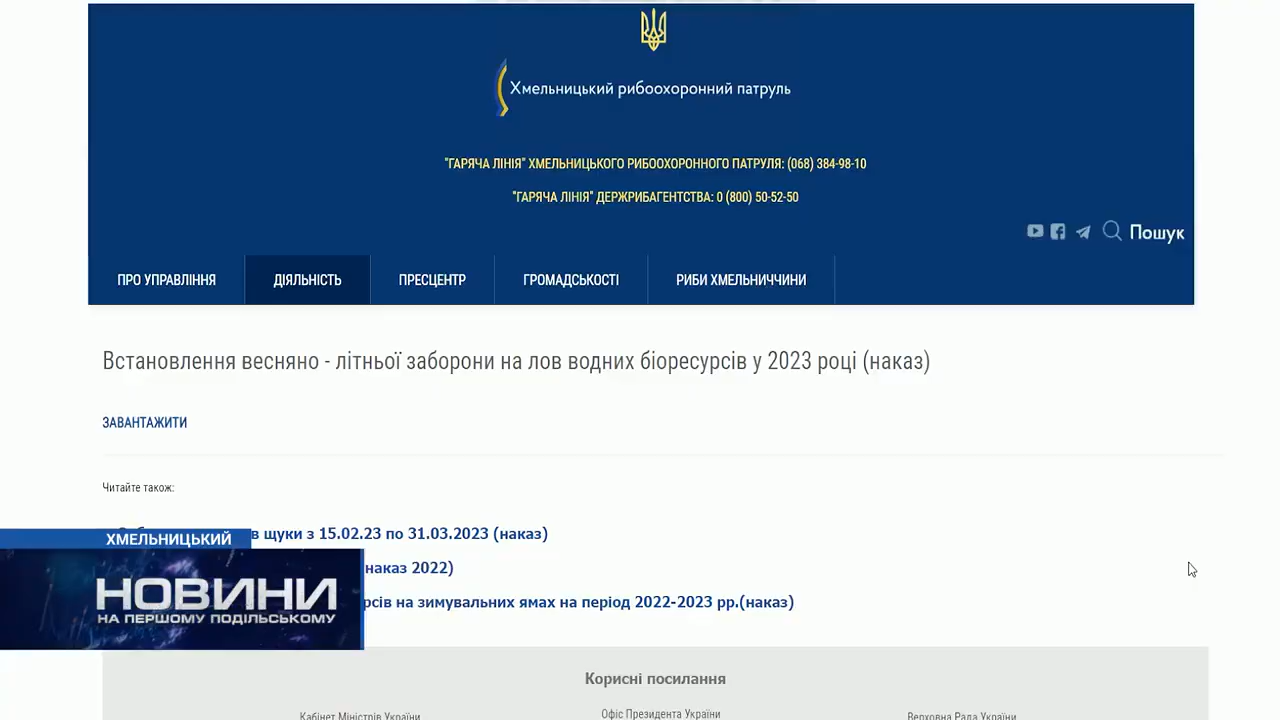 Хмельницький рибоохоронний патруль
"ГАРЯЧА ЛІНІЯ" ХМЕЛЬНИЦЬКОГО РИБООХОРОННОГО ПАТРУЛЯ: (068) 384-98-10
"ГАРЯЧА ЛІНІЯ" ДЕРЖРИБАГЕНТСТВА: 0 (800) 50-52-50
Пошук
ПРО УПРАВЛІННЯ ДІЯЛЬНІСТЬ ПРЕСЦЕНТР ГРОМАДСЬКОСТІ РИБИ ХМЕЛЬНИЧЧИНИ
Встановлення весняно - літньої заборони на лов водних біоресурсів у 2023 році (наказ)
ЗАВАНТАЖИТИ
Читайте також:
в щуки з 15.02.23 по 31.03.2023 (наказ)
ХМЕЛЬНИЦЬКИЙ
наказ 2022)
НОВИНИ
НА ПЕРШОМУ ПОДІЛЬСЬКОМУ
рсів на зимувальних ямах на період 2022-2023 рр.(наказ)
Корисні посилання
Кабінет Міністрів України Офіс Президента України Верховна Рада України